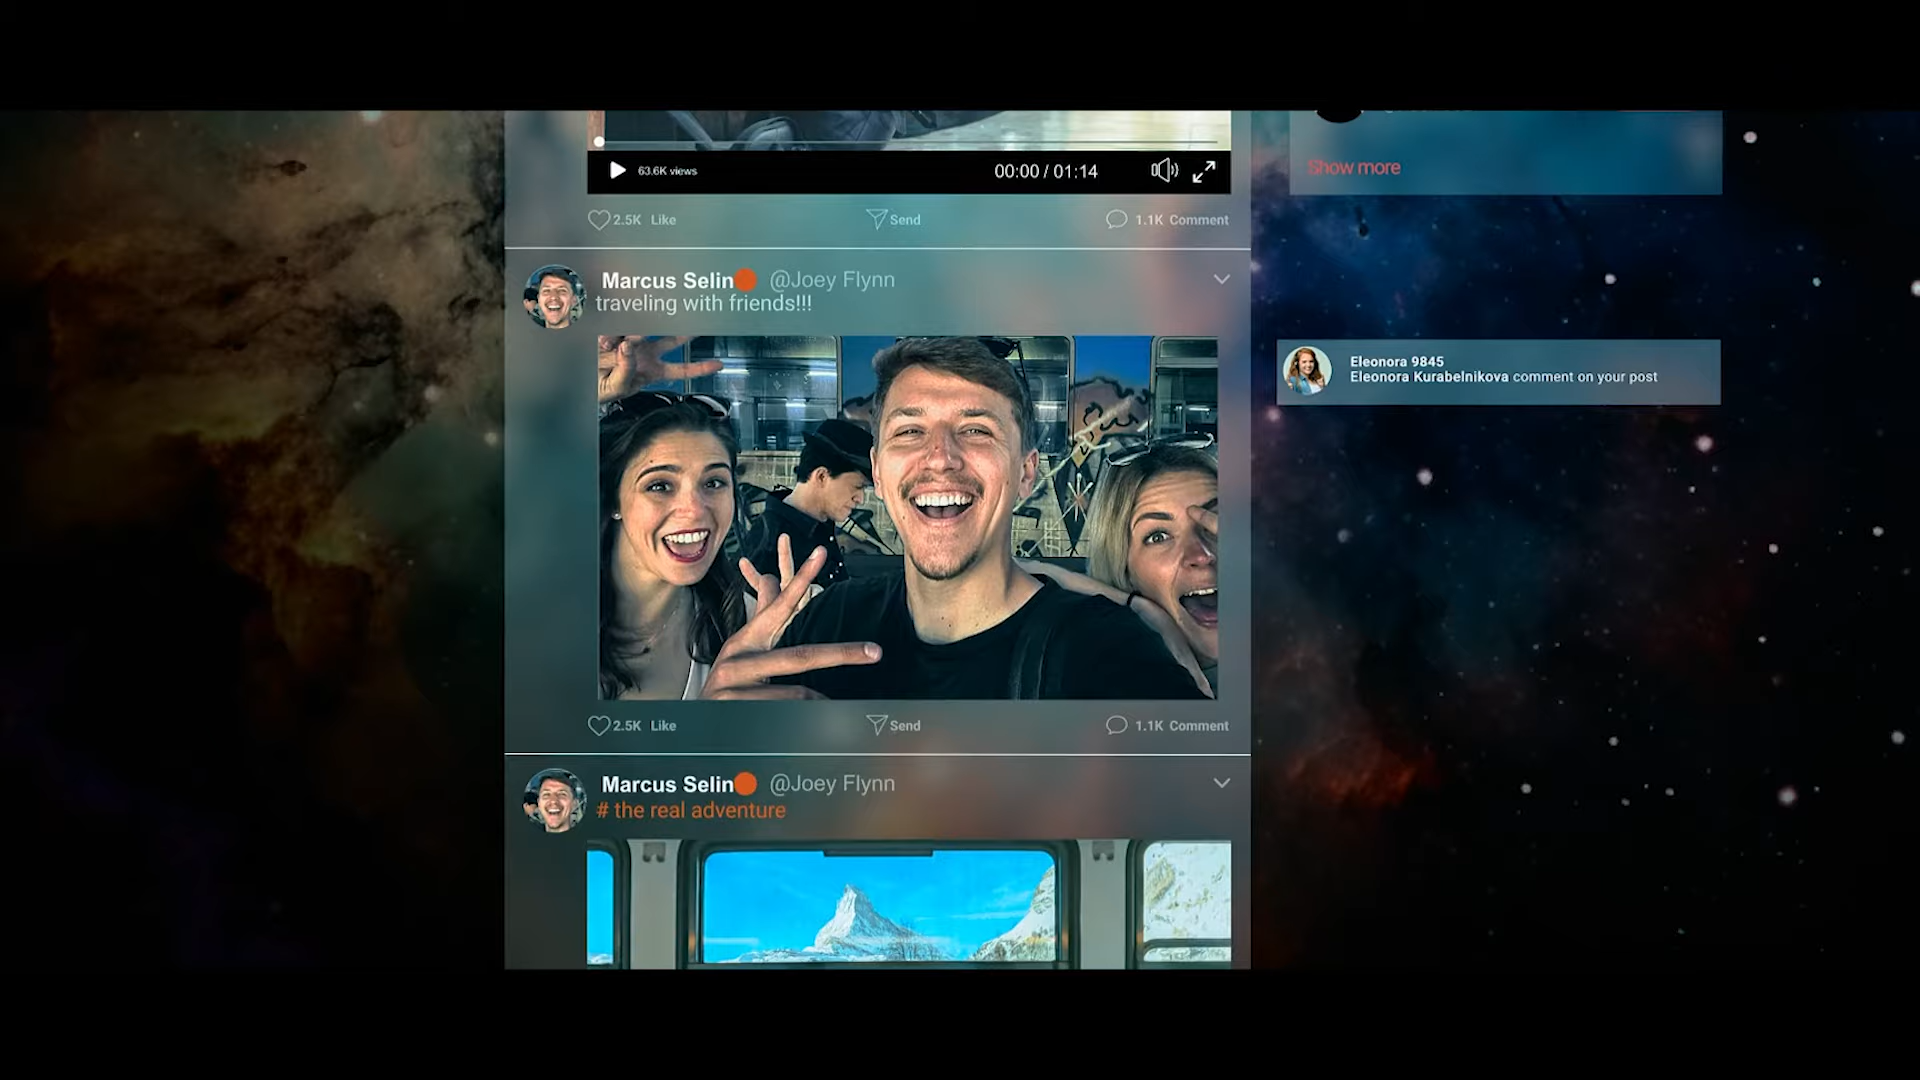 63.6K views 00:00 / 01:14
Show more
2.5K Like Send 1.1K Comment
Marcus Selin @Joey Flynn
traveling with friends!!!
Eleonora 9845
Eleonora Kurabelnikova comment on your post
2.5K Like Send 1.1K Comment
Marcus Selin @Joey Flynn
# the real adventure